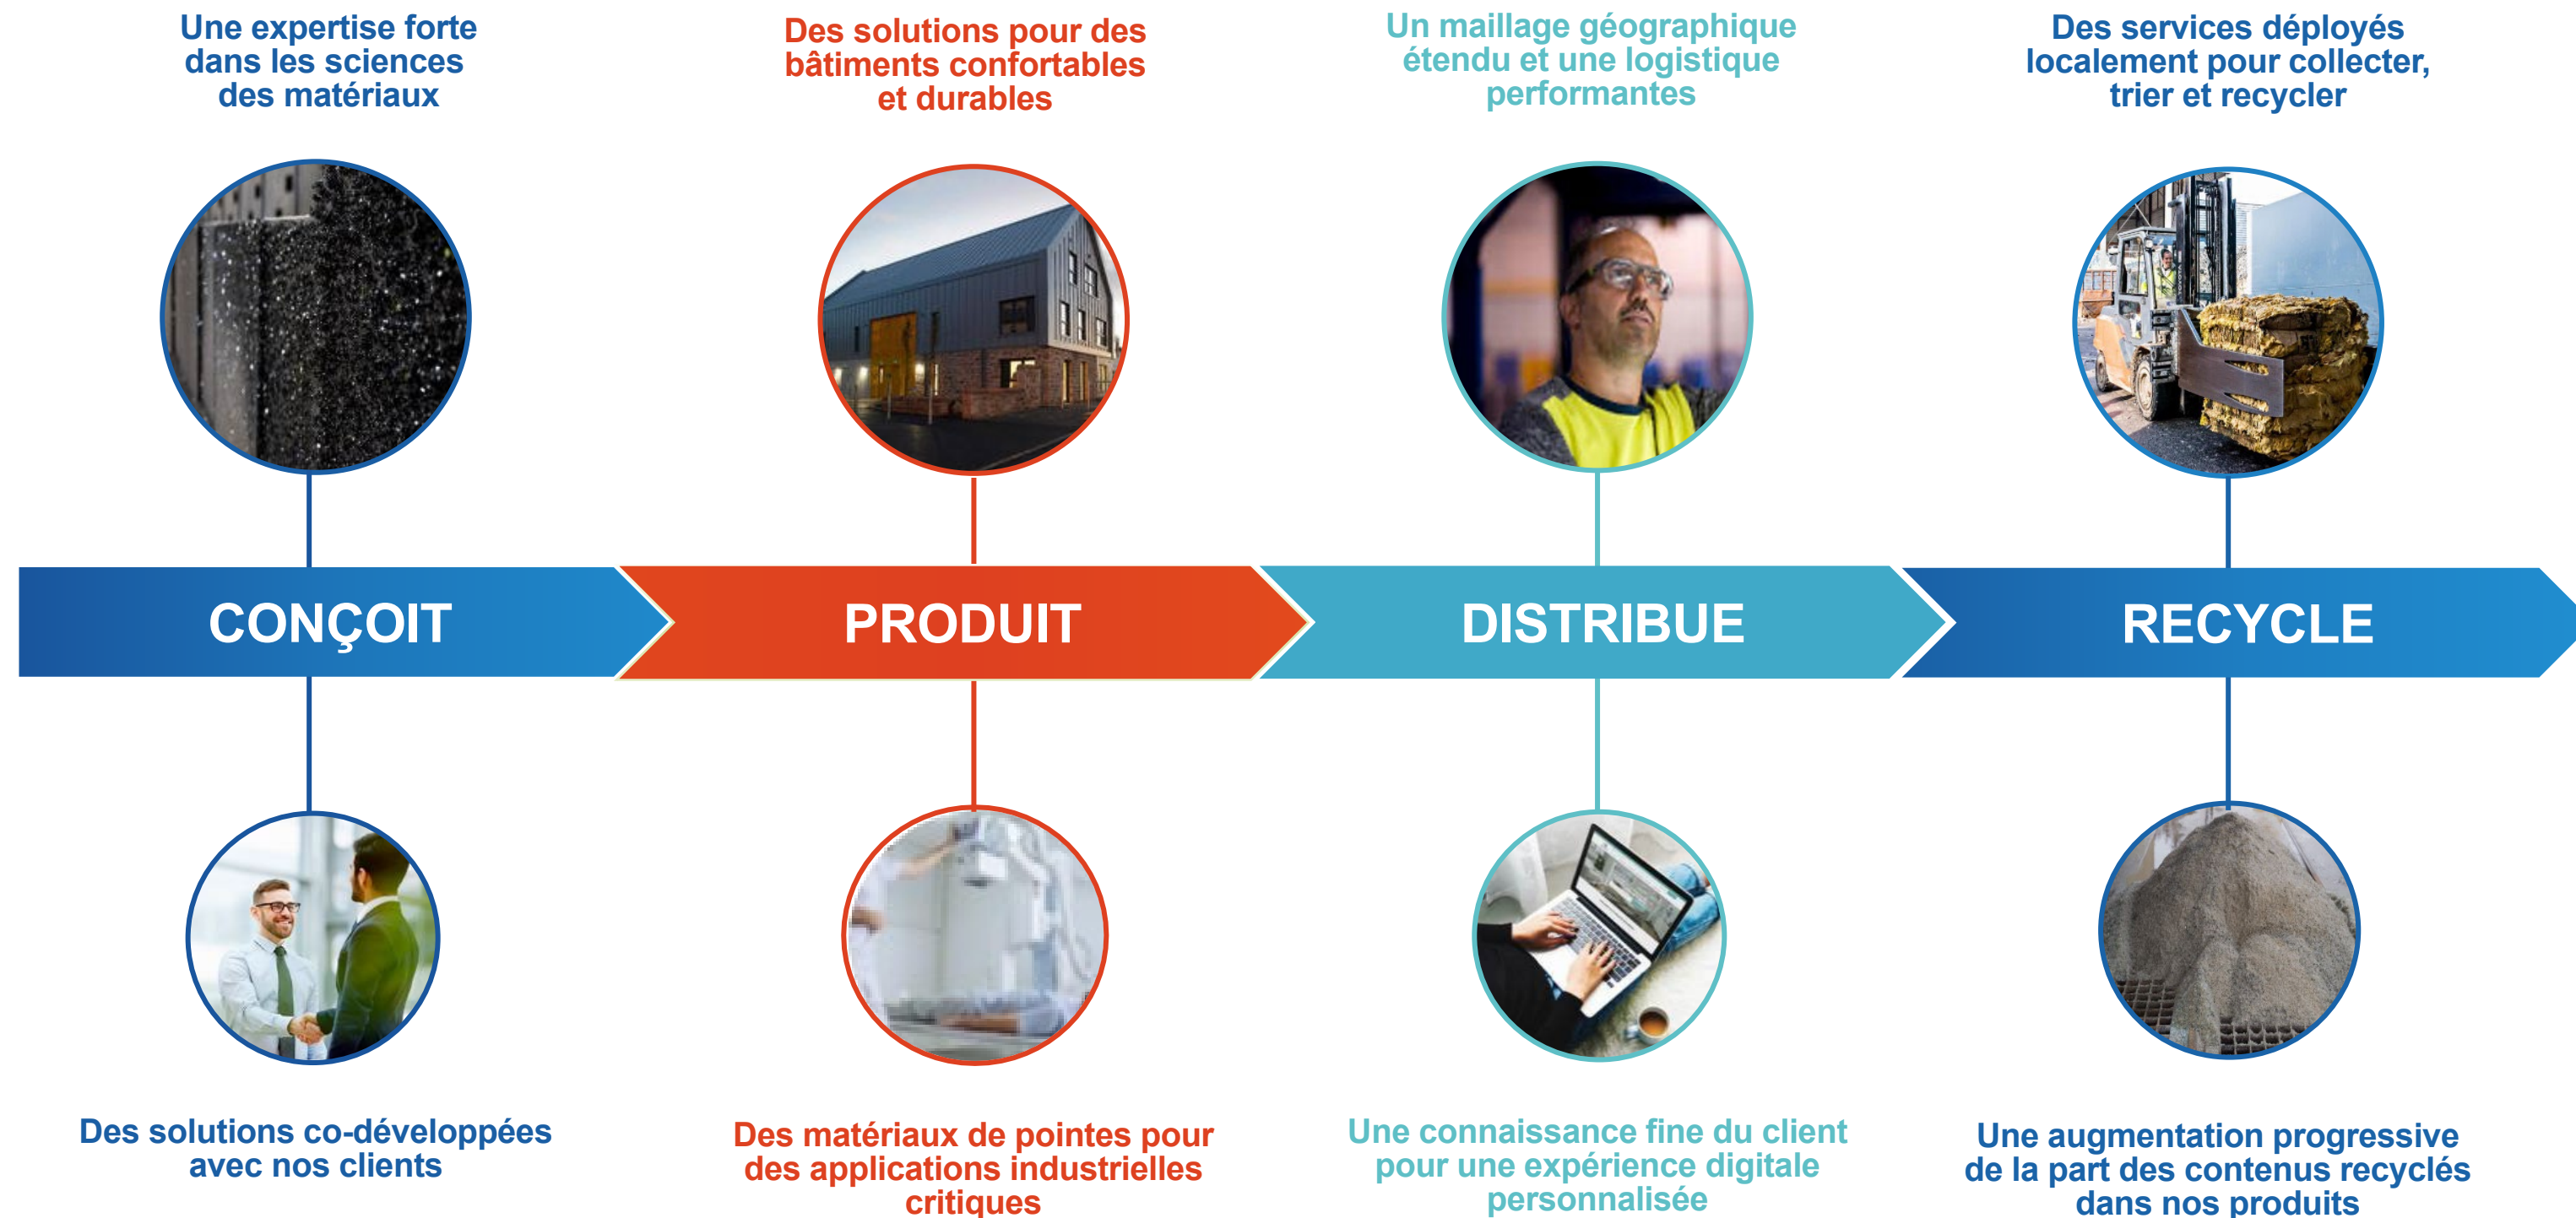 Une expertise forte
dans les sciences
des matériaux
Des solutions pour des
bâtiments confortables
et durables
Un maillage géographique
étendu et une logistique
performantes
Des services déployés
localement pour collecter,
trier et recycler
CONÇOIT
PRODUIT
DISTRIBUE
RECYCLE
Des solutions co-développées
avec nos clients
Des matériaux de pointes pour
des applications industrielles
critiques
Une connaissance fine du client
pour une expérience digitale
personnalisée
Une augmentation progressive
de la part des contenus recyclés
dans nos produits